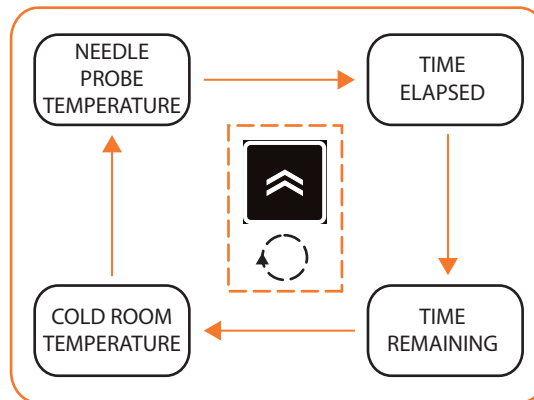 NEEDLE
PROBE
TEMPERATURE
TIME
ELAPSED
COLD ROOM
TEMPERATURE
TIME
REMAINING